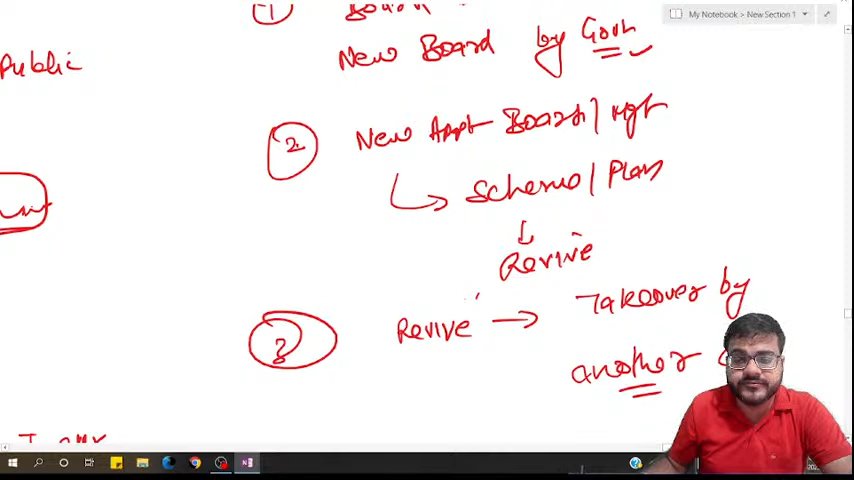 ① Board
Public
New Board by Govt
② New Appt Board / Mgt
Scheme / Plan
Revive
③ Revive → Takeover by
another
My Notebook > New Section 1